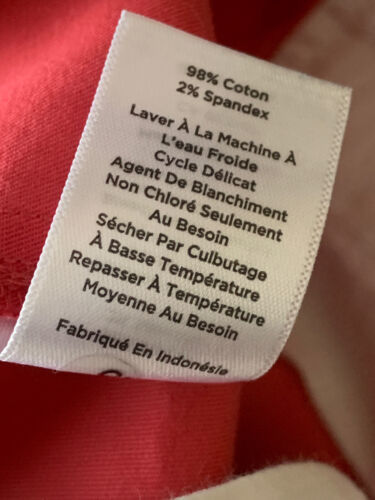 98% Coton
2% Spandex
Laver À La Machine À
L'eau Froide
Cycle Délicat
Agent De Blanchiment
Non Chloré Seulement
Au Besoin
Sécher Par Culbutage
À Basse Température
Repasser À Température
Moyenne Au Besoin
Fabriqué En Indonésie